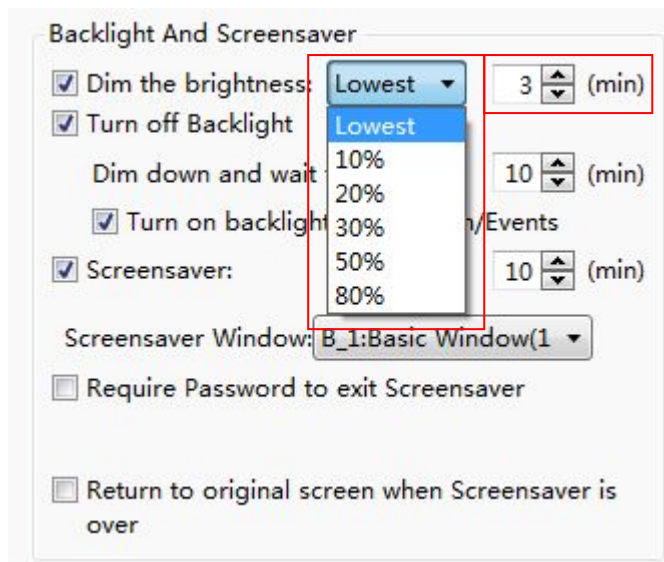 Backlight And Screensaver
Dim the brightness: Lowest 3 (min)
Turn off Backlight
Lowest
10%
Dim down and wait 10 (min)
20%
Turn on backlight /Events
30%
Screensaver: 50% 10 (min)
80%
Screensaver Window: B_1:Basic Window(1
Require Password to exit Screensaver
Return to original screen when Screensaver is
over